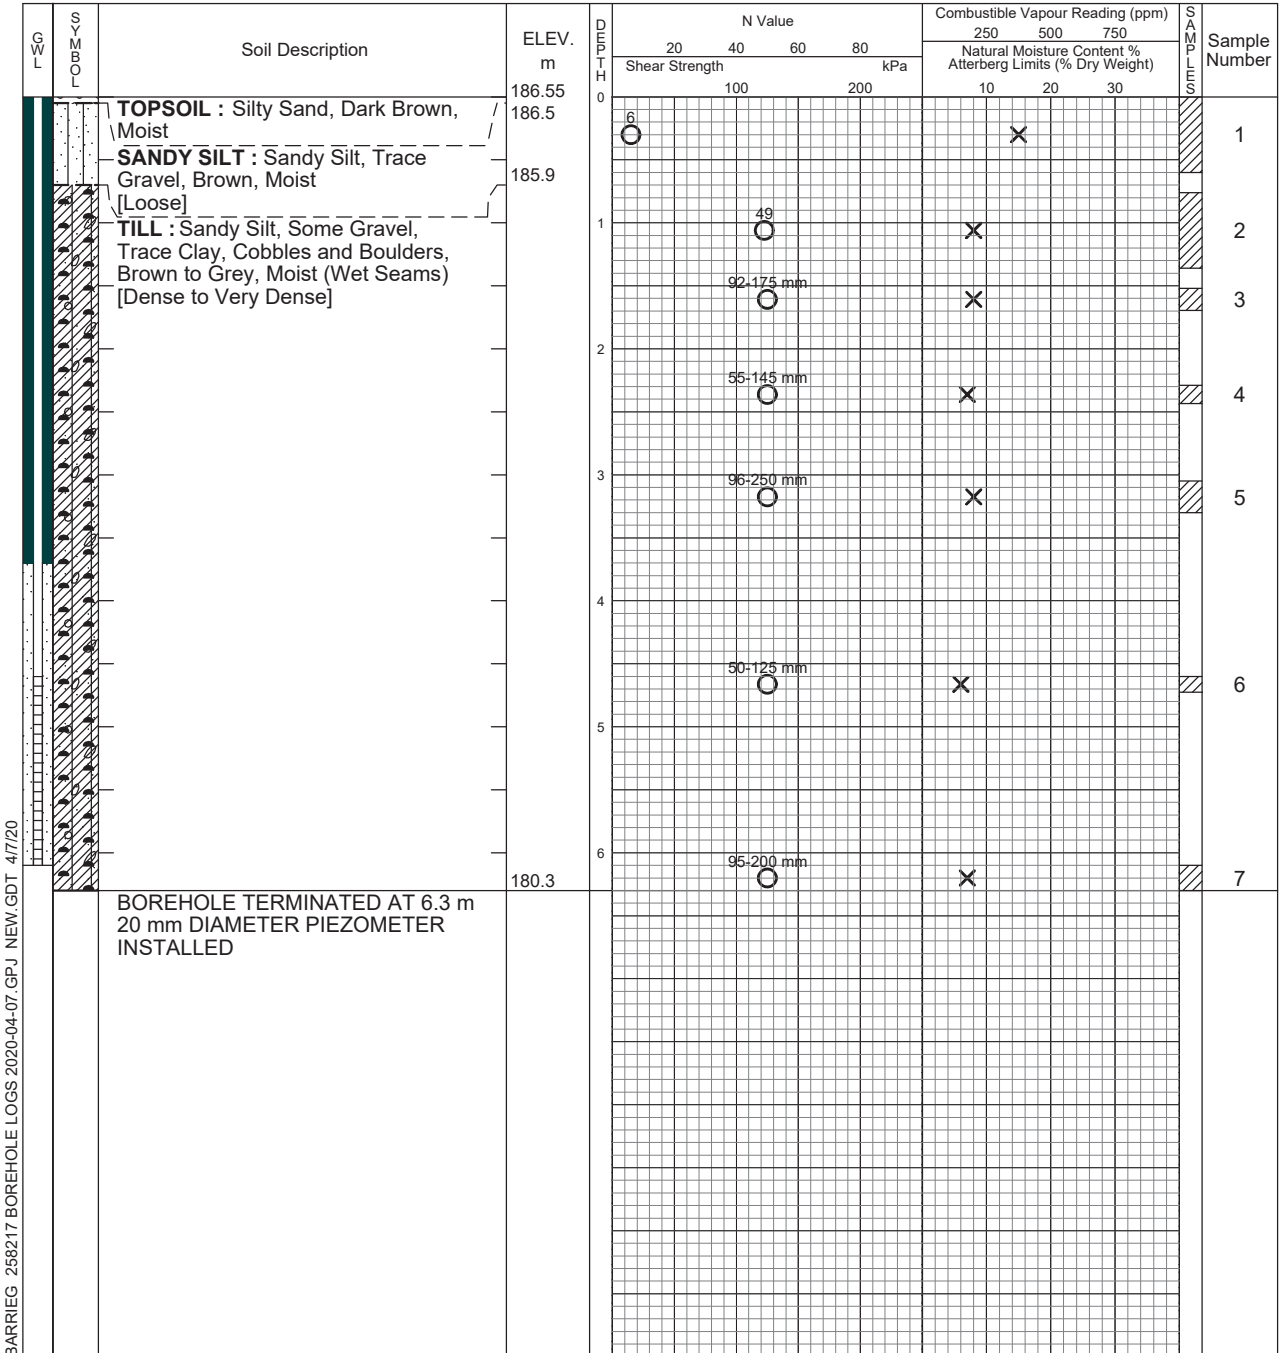 GWL
SYMBOL
Soil Description
ELEV.
m
DEPTH
N Value
20 40 60 80
Shear Strength kPa
100 200
Combustible Vapour Reading (ppm)
250 500 750
Natural Moisture Content %
Atterberg Limits (% Dry Weight)
10 20 30
SAMPLES
Sample
Number
186.55
0
TOPSOIL : Silty Sand, Dark Brown,
Moist
186.5
6
1
SANDY SILT : Sandy Silt, Trace
Gravel, Brown, Moist
[Loose]
185.9
TILL : Sandy Silt, Some Gravel,
Trace Clay, Cobbles and Boulders,
Brown to Grey, Moist (Wet Seams)
[Dense to Very Dense]
1
49
2
92-175 mm
3
2
55-145 mm
4
3
96-250 mm
5
4
50-125 mm
6
5
6
95-200 mm
7
180.3
BOREHOLE TERMINATED AT 6.3 m
20 mm DIAMETER PIEZOMETER
INSTALLED
BARRIEG 258217 BOREHOLE LOGS 2020-04-07.GPJ NEW.GDT 4/7/20